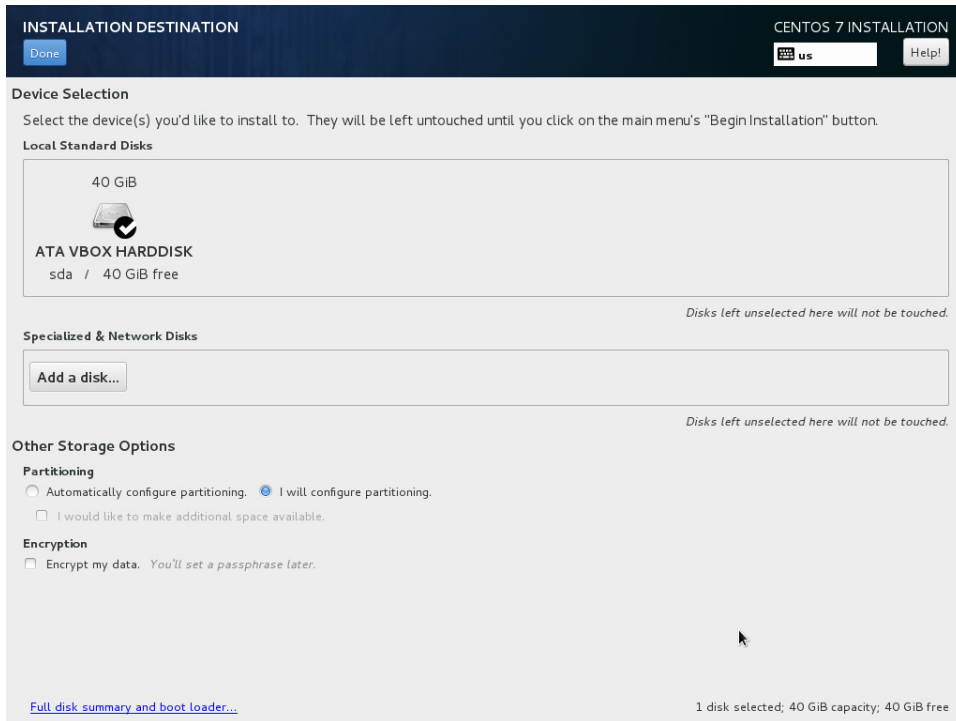 INSTALLATION DESTINATION
CENTOS 7 INSTALLATION
Done
us
Help!
Device Selection
Select the device(s) you'd like to install to. They will be left untouched until you click on the main menu's "Begin Installation" button.
Local Standard Disks
40 GiB
ATA VBOX HARDDISK
sda / 40 GiB free
Disks left unselected here will not be touched.
Specialized & Network Disks
Add a disk...
Disks left unselected here will not be touched.
Other Storage Options
Partitioning
Automatically configure partitioning. I will configure partitioning.
I would like to make additional space available.
Encryption
Encrypt my data. You'll set a passphrase later.
Full disk summary and boot loader...
1 disk selected; 40 GiB capacity; 40 GiB free